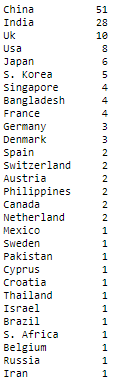 China 51
India 28
Uk 10
Usa 8
Japan 6
S. Korea 5
Singapore 4
Bangladesh 4
France 4
Germany 3
Denmark 3
Spain 2
Switzerland 2
Austria 2
Philippines 2
Canada 2
Netherland 2
Mexico 1
Sweden 1
Pakistan 1
Cyprus 1
Croatia 1
Thailand 1
Israel 1
Brazil 1
S. Africa 1
Belgium 1
Russia 1
Iran 1